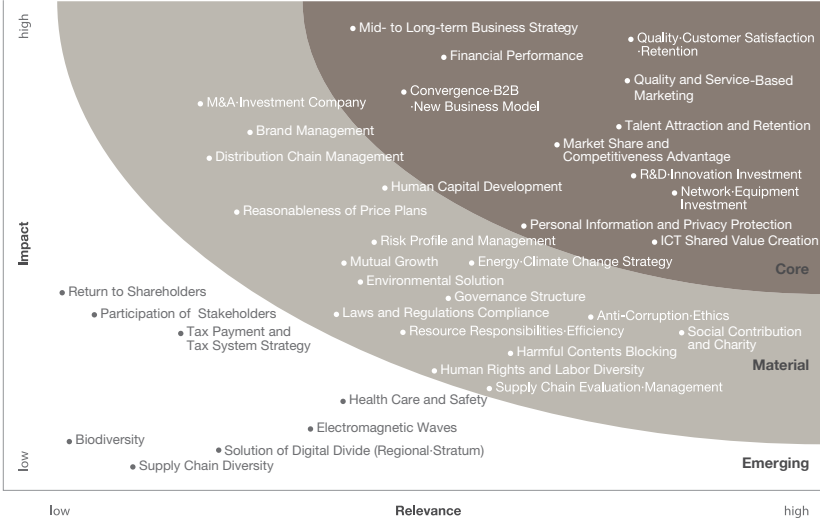 high
Mid- to Long-term Business Strategy
Quality·Customer Satisfaction
·Retention
Financial Performance
Quality and Service-Based
Marketing
Convergence·B2B
·New Business Model
M&A·Investment Company
Talent Attraction and Retention
Brand Management
Market Share and
Competitiveness Advantage
Distribution Chain Management
R&D·Innovation Investment
Human Capital Development
Network·Equipment
Investment
Reasonableness of Price Plans
Personal Information and Privacy Protection
Risk Profile and Management
ICT Shared Value Creation
Impact
Mutual Growth
Energy·Climate Change Strategy
Core
Environmental Solution
Return to Shareholders
Governance Structure
Participation of Stakeholders
Laws and Regulations Compliance
Anti-Corruption·Ethics
Tax Payment and
Tax System Strategy
Resource Responsibilities·Efficiency
Social Contribution
and Charity
Harmful Contents Blocking
Material
Human Rights and Labor Diversity
Supply Chain Evaluation·Management
Health Care and Safety
Electromagnetic Waves
Biodiversity
Solution of Digital Divide (Regional·Stratum)
Supply Chain Diversity
Emerging
low
low
Relevance
high